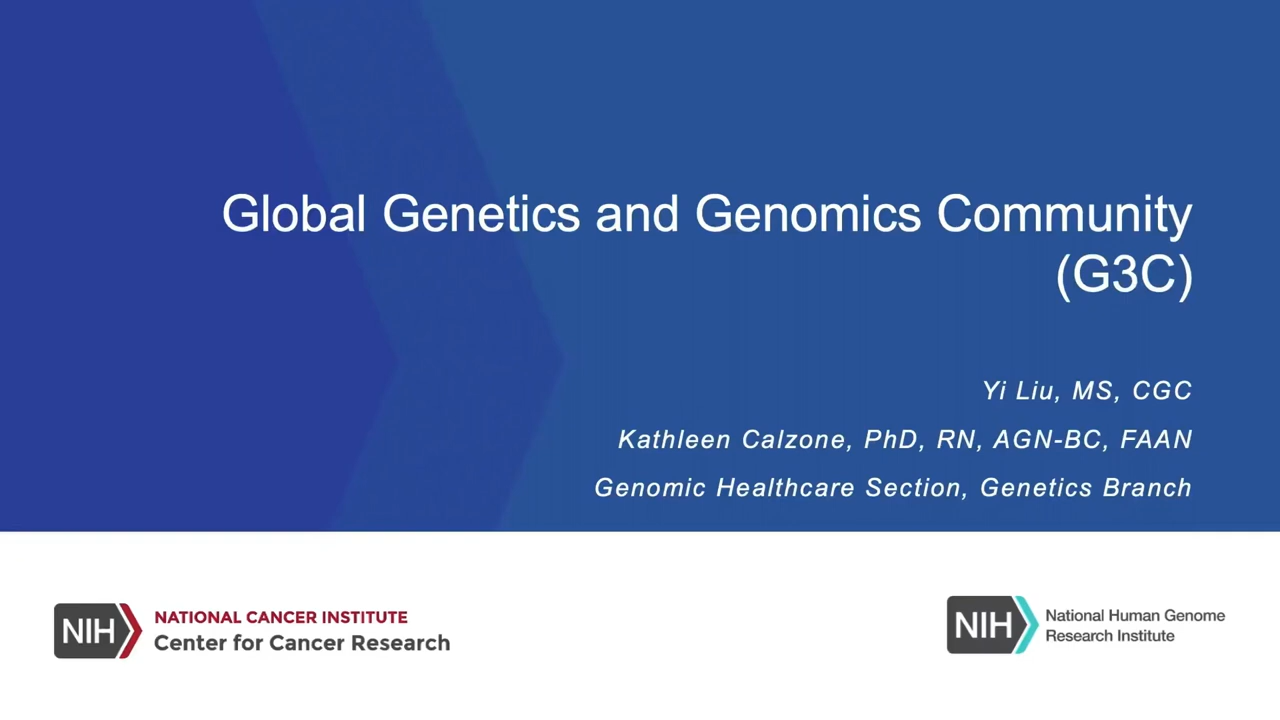 Global Genetics and Genomics Community
(G3C)
Yi Liu, MS, CGC
Kathleen Calzone, PhD, RN, AGN-BC, FAAN
Genomic Healthcare Section, Genetics Branch
NIH
NATIONAL CANCER INSTITUTE
Center for Cancer Research
NIH
National Human Genome
Research Institute